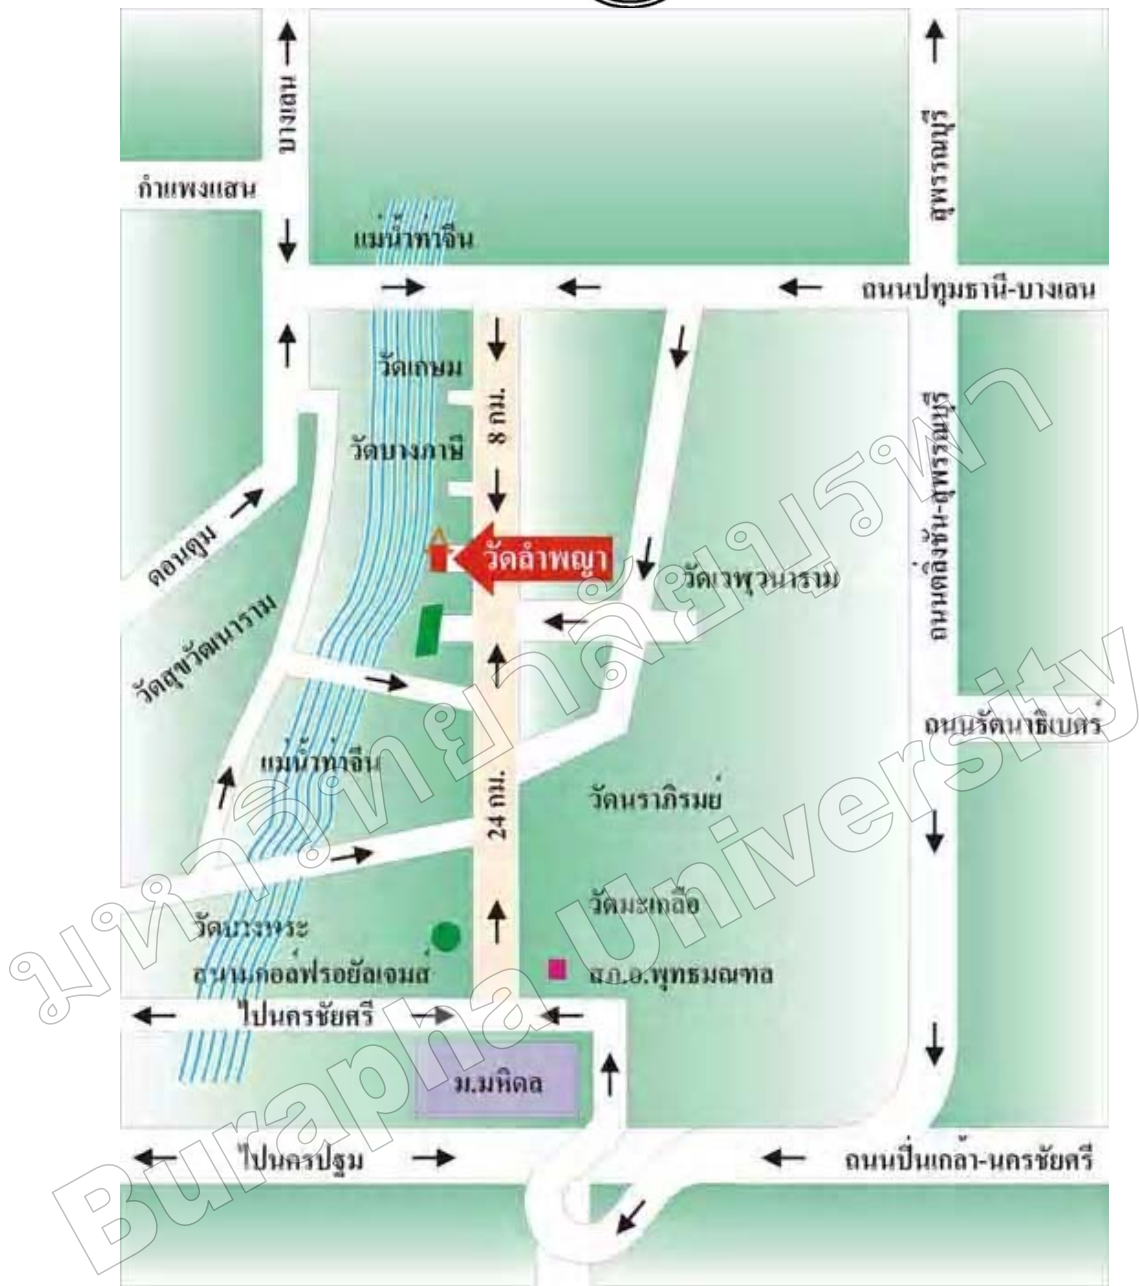 บางเลน
สุพรรณบุรี
กำแพงแสน
แม่น้ำท่าจีน
ถนนปทุมธานี-บางเลน
วัดเกษม
8 กม.
วัดบางภาษี
ถนนตลิ่งชัน-สุพรรณบุรี
ดอนตูม
วัดลำพญา
วัดเวฬุวนาราม
วัดสุขวัฒนาราม
ถนนรัตนาธิเบศร์
แม่น้ำท่าจีน
24 กม.
วัดนราภิรมย์
วัดมะเกลือ
วัดบางพระ
สนามกอล์ฟรอยัลเจมส์
ส.ภ.อ.พุทธมณฑล
ไปนครชัยศรี
ม.มหิดล
ไปนครปฐม
ถนนปิ่นเกล้า-นครชัยศรี
มหาวิทยาลัยบูรพา
Burapha University